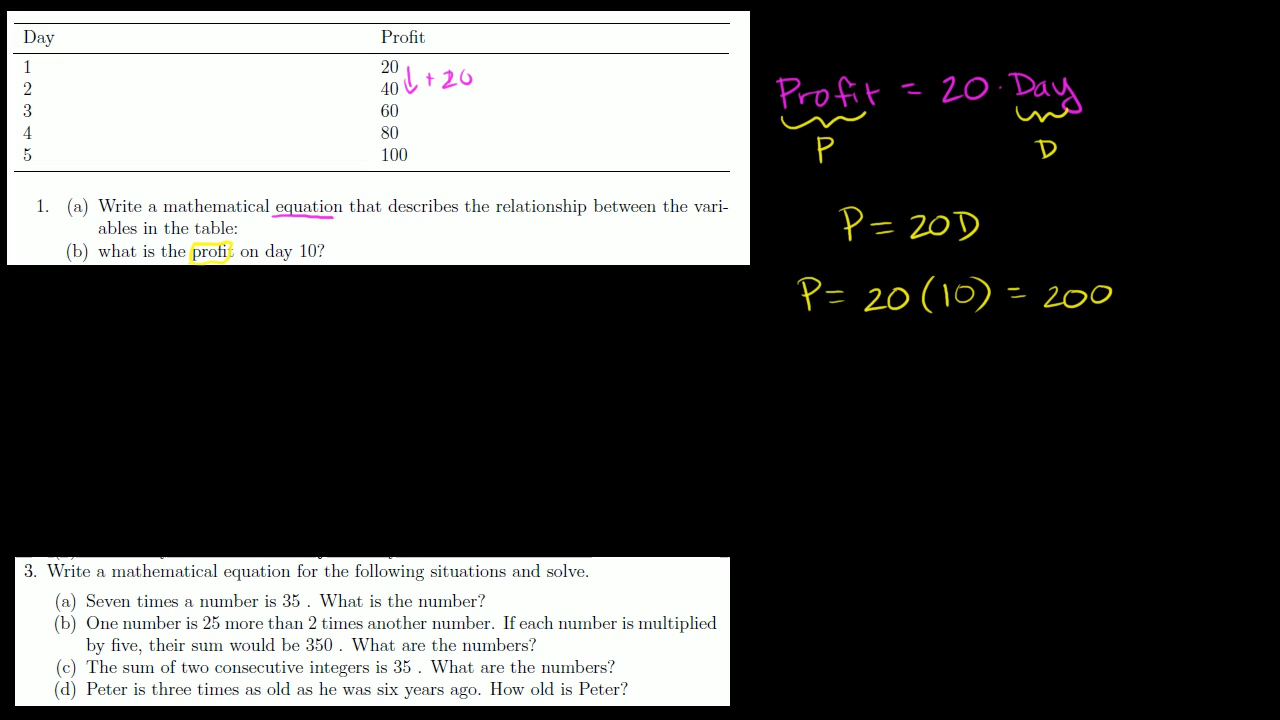 Day Profit
1 20
2 40 + 20
3 60
4 80
5 100
1. (a) Write a mathematical equation that describes the relationship between the vari-
ables in the table:
(b) what is the profit on day 10?
Profit = 20 · Day
P D
P = 20D
P = 20 (10) = 200
3. Write a mathematical equation for the following situations and solve.
(a) Seven times a number is 35 . What is the number?
(b) One number is 25 more than 2 times another number. If each number is multiplied
by five, their sum would be 350 . What are the numbers?
(c) The sum of two consecutive integers is 35 . What are the numbers?
(d) Peter is three times as old as he was six years ago. How old is Peter?